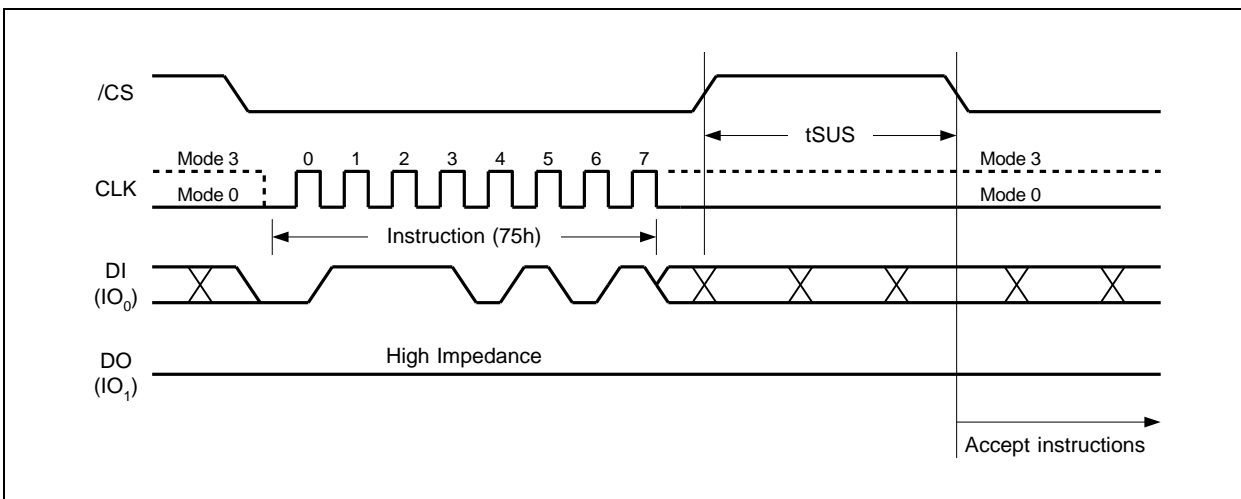 /CS
tSUS
Mode 3 0 1 2 3 4 5 6 7 Mode 3
CLK
Mode 0 Mode 0
Instruction (75h)
DI
(IO0)
High Impedance
DO
(IO1)
Accept instructions